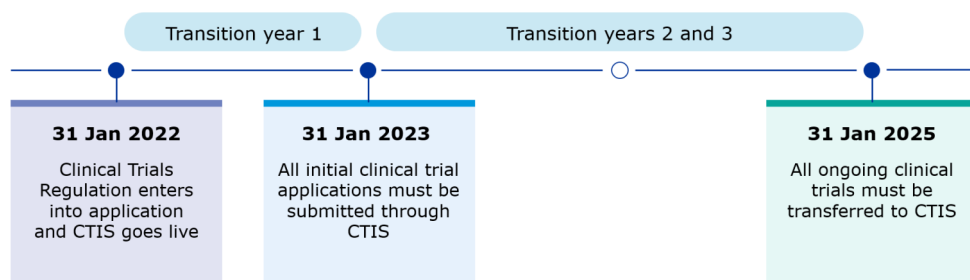 Transition year 1
Transition years 2 and 3
31 Jan 2022
Clinical Trials
Regulation enters
into application
and CTIS goes live
31 Jan 2023
All initial clinical trial
applications must be
submitted through
CTIS
31 Jan 2025
All ongoing clinical
trials must be
transferred to CTIS